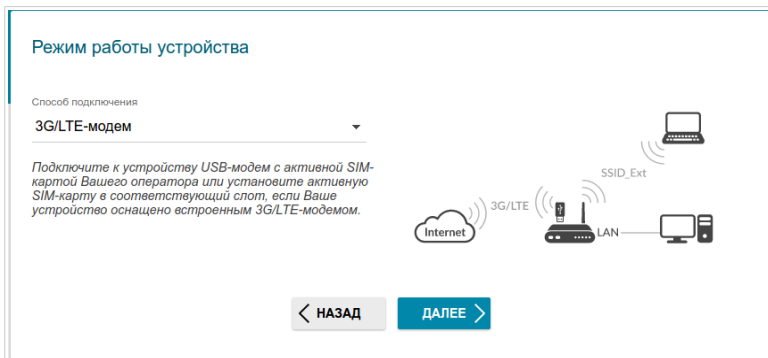 Режим работы устройства
Способ подключения
3G/LTE-модем
Подключите к устройству USB-модем с активной SIM-
картой Вашего оператора или установите активную
SIM-карту в соответствующий слот, если Ваше
устройство оснащено встроенным 3G/LTE-модемом.
SSID_Ext
3G/LTE
Internet
LAN
НАЗАД
ДАЛЕЕ